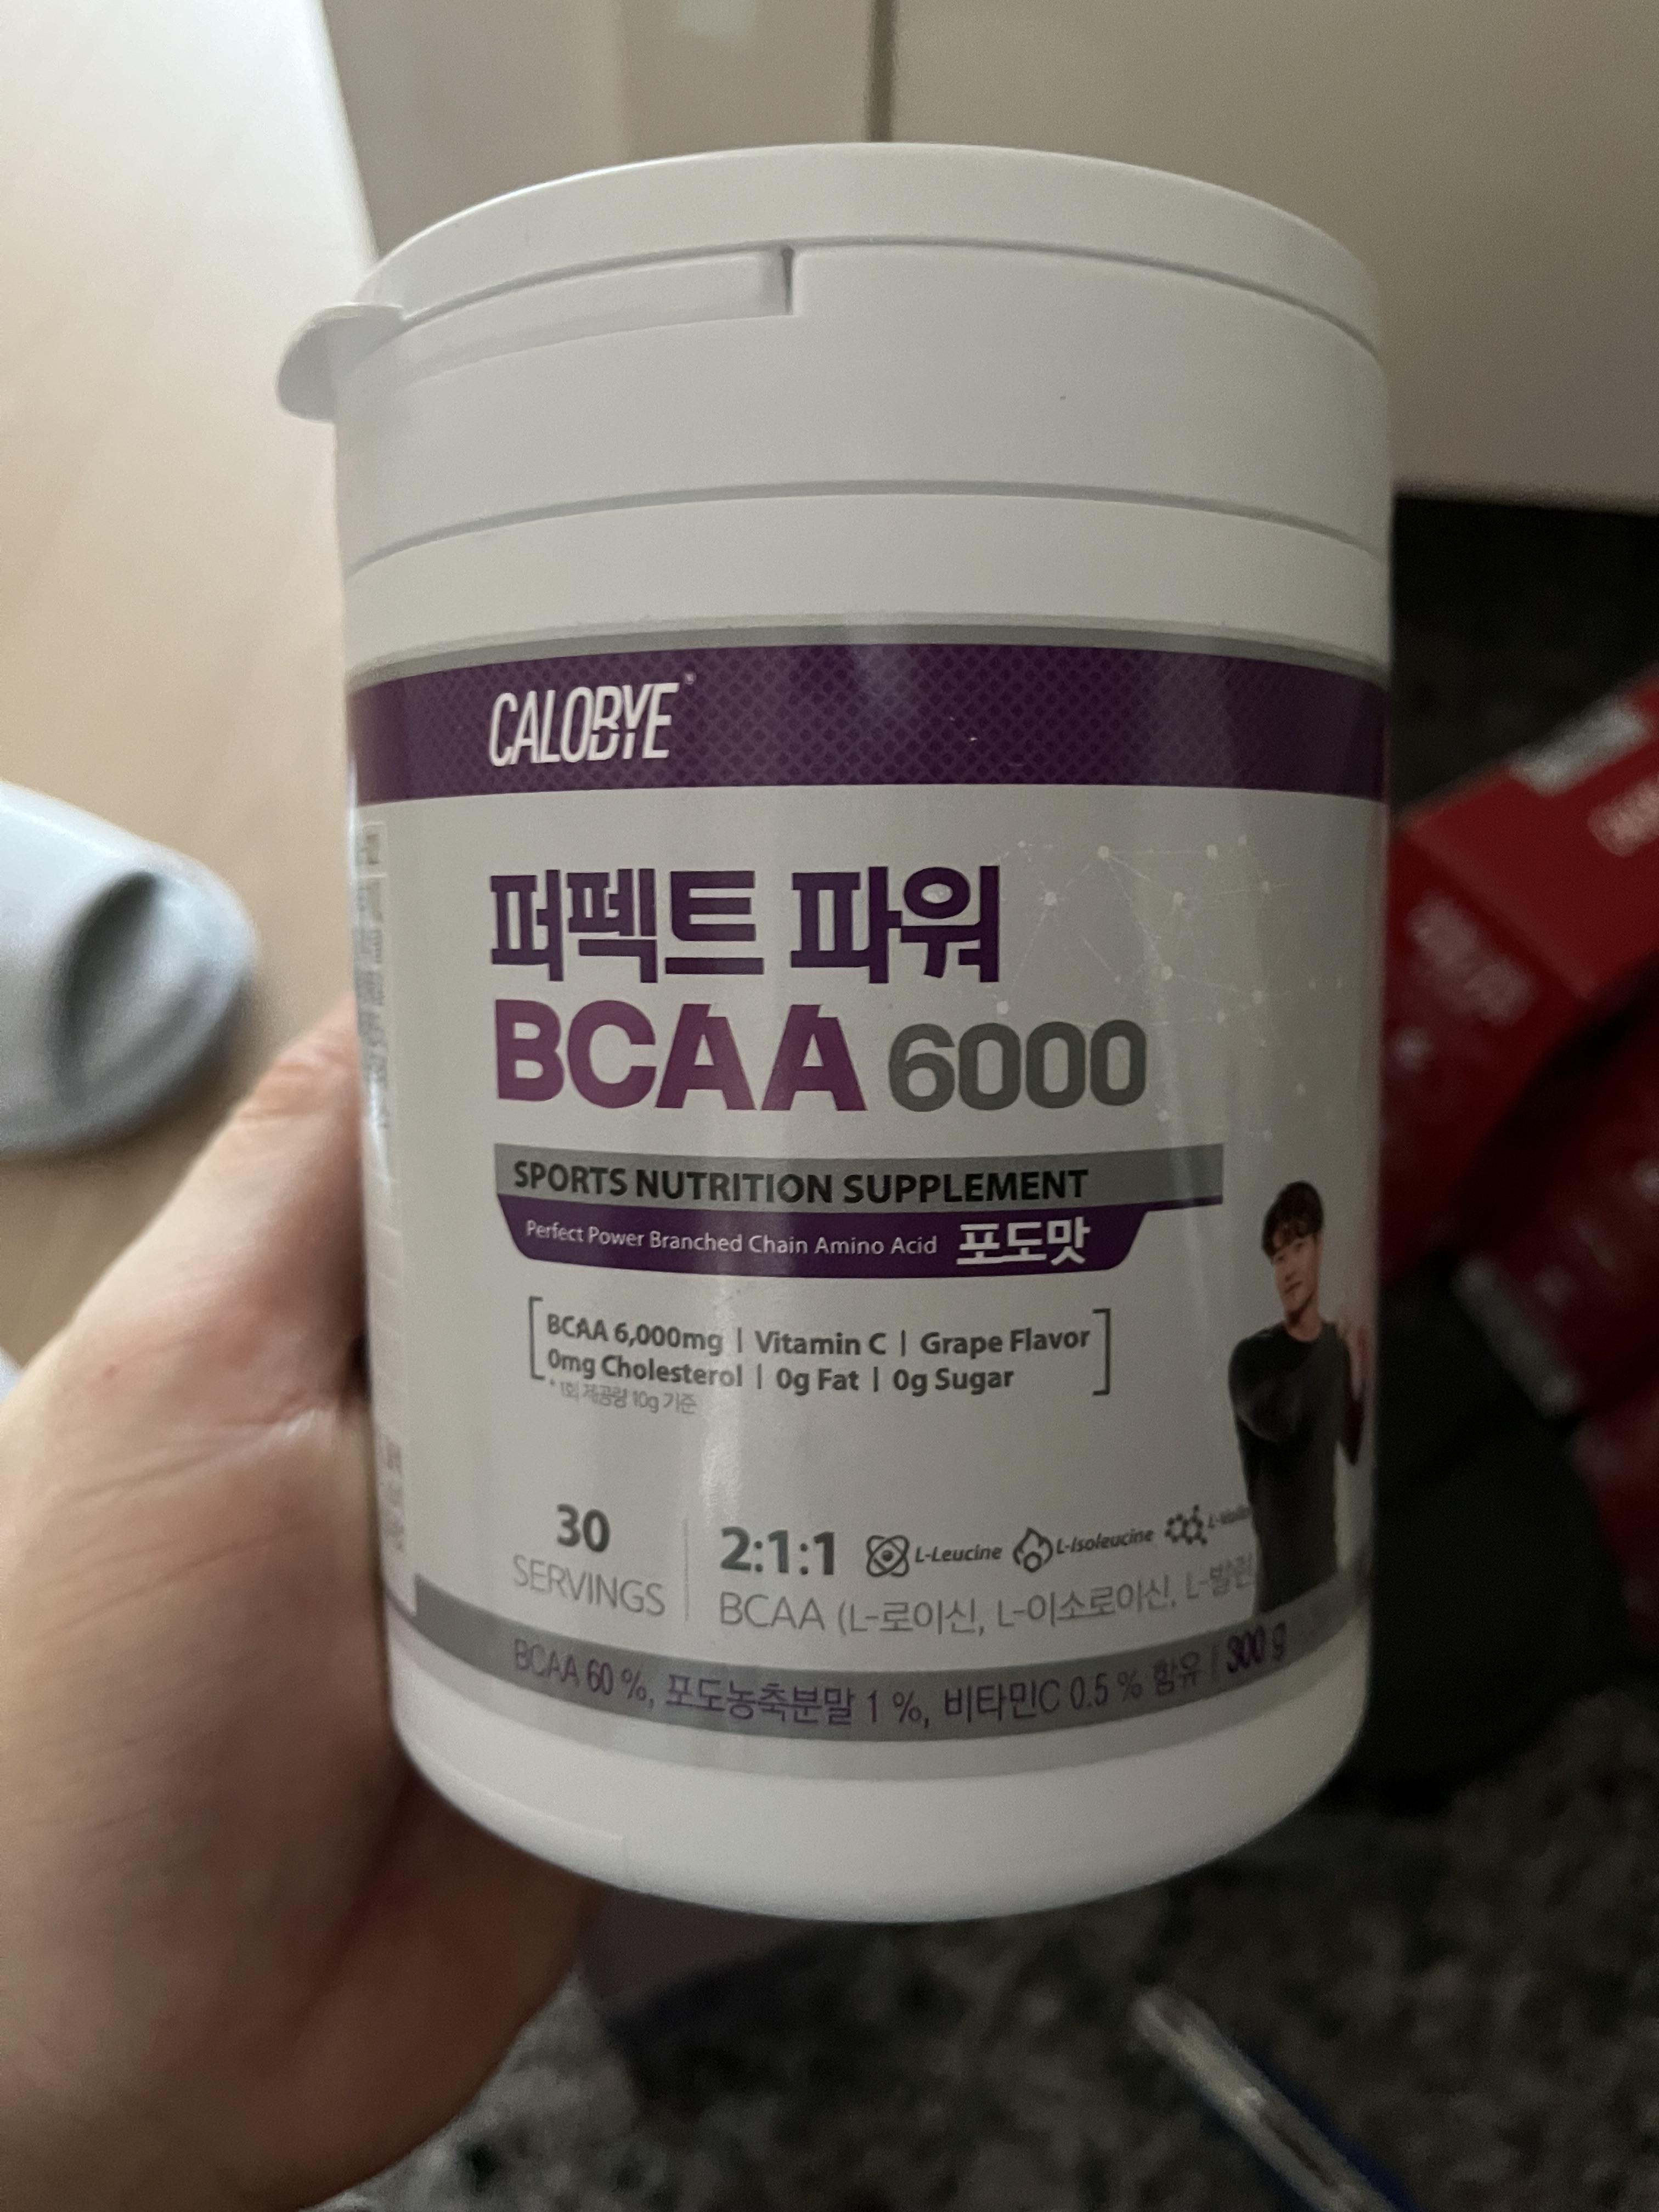 CALOBYE
퍼펙트 파워
BCAA 6000
SPORTS NUTRITION SUPPLEMENT
Perfect Power Branched Chain Amino Acid 포도맛
BCAA 6,000mg | Vitamin C | Grape Flavor
0mg Cholesterol | 0g Fat | 0g Sugar
* 1회 제공량 10g 기준
30
SERVINGS
2:1:1 L-Leucine L-Isoleucine
BCAA (L-로이신, L-이소로이신, L-발린
BCAA 60 %, 포도농축분말 1 %, 비타민C 0.5 % 함유 | 300 g